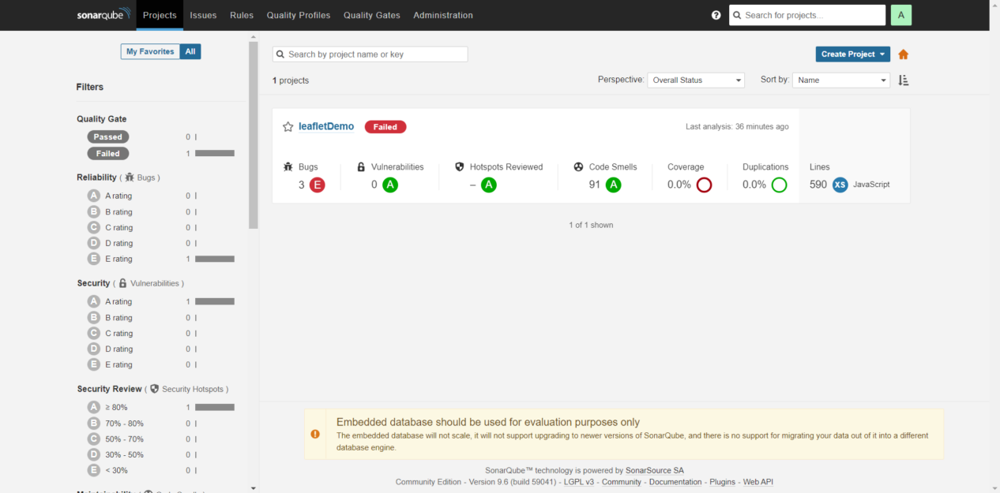 sonarqube Projects Issues Rules Quality Profiles Quality Gates Administration ? Search for projects... A
My Favorites All
Filters
Quality Gate
Passed 0
Failed 1
Reliability ( Bugs )
A A rating 0
B B rating 0
C C rating 0
D D rating 0
E E rating 1
Security ( Vulnerabilities )
A A rating 1
B B rating 0
C C rating 0
D D rating 0
E E rating 0
Security Review ( Security Hotspots )
A ≥ 80% 1
B 70% - 80% 0
C 50% - 70% 0
D 30% - 50% 0
E < 30% 0
Search by project name or key
Create Project
1 projects
Perspective: Overall Status Sort by: Name
leafletDemo Failed Last analysis: 36 minutes ago
Bugs Vulnerabilities Hotspots Reviewed Code Smells Coverage Duplications Lines
3 E 0 A – A 91 A 0.0% 0.0% 590 XS JavaScript
1 of 1 shown
Embedded database should be used for evaluation purposes only
The embedded database will not scale, it will not support upgrading to newer versions of SonarQube, and there is no support for migrating your data out of it into a different
database engine.
SonarQube™ technology is powered by SonarSource SA
Community Edition - Version 9.6 (build 59041) - LGPL v3 - Community - Documentation - Plugins - Web API